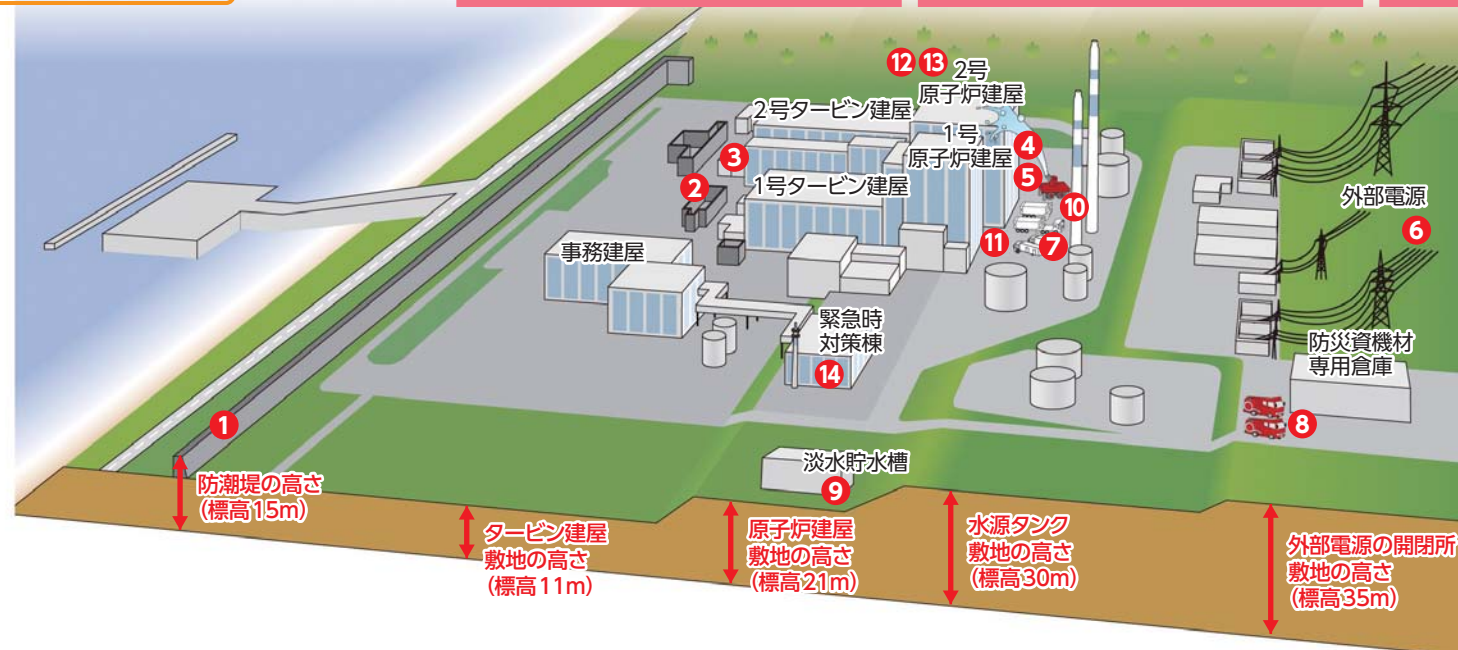 ⑫ ⑬
2号
原子炉建屋
2号タービン建屋
1号
原子炉建屋
④
③
⑤
②
1号タービン建屋
⑩
外部電源
⑥
⑪
⑦
事務建屋
緊急時
対策棟
⑭
防災資機材
専用倉庫
⑧
①
淡水貯水槽
⑨
防潮堤の高さ
(標高15m)
タービン建屋
敷地の高さ
(標高11m)
原子炉建屋
敷地の高さ
(標高21m)
水源タンク
敷地の高さ
(標高30m)
外部電源の開閉所
敷地の高さ
(標高35m)